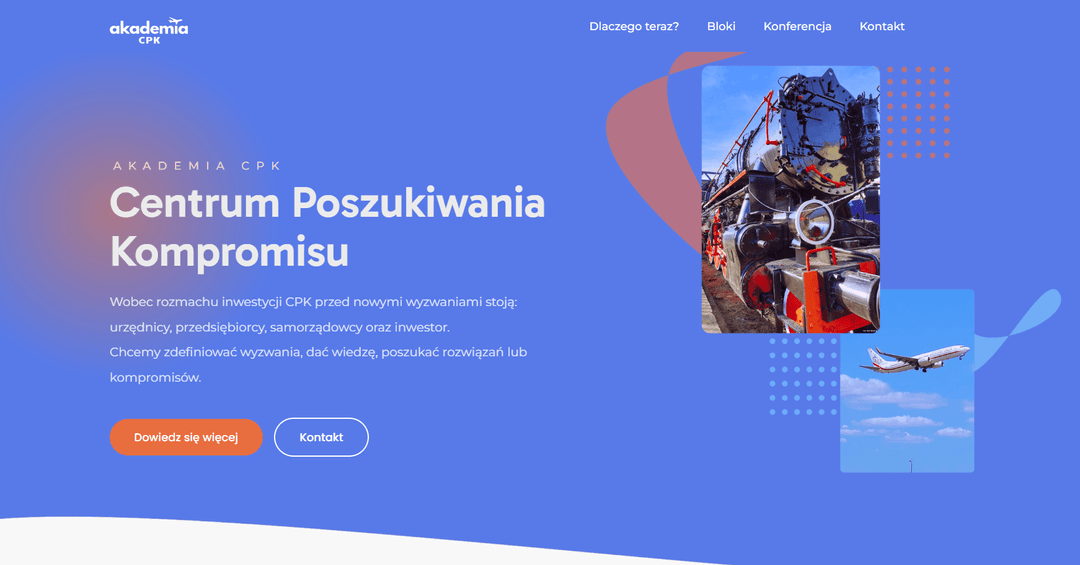 akademia
CPK
Dlaczego teraz? Bloki Konferencja Kontakt
AKADEMIA CPK
Centrum Poszukiwania
Kompromisu
Wobec rozmachu inwestycji CPK przed nowymi wyzwaniami stoją:
urzędnicy, przedsiębiorcy, samorządowcy oraz inwestor.
Chcemy zdefiniować wyzwania, dać wiedzę, poszukać rozwiązań lub
kompromisów.
Dowiedz się więcej Kontakt